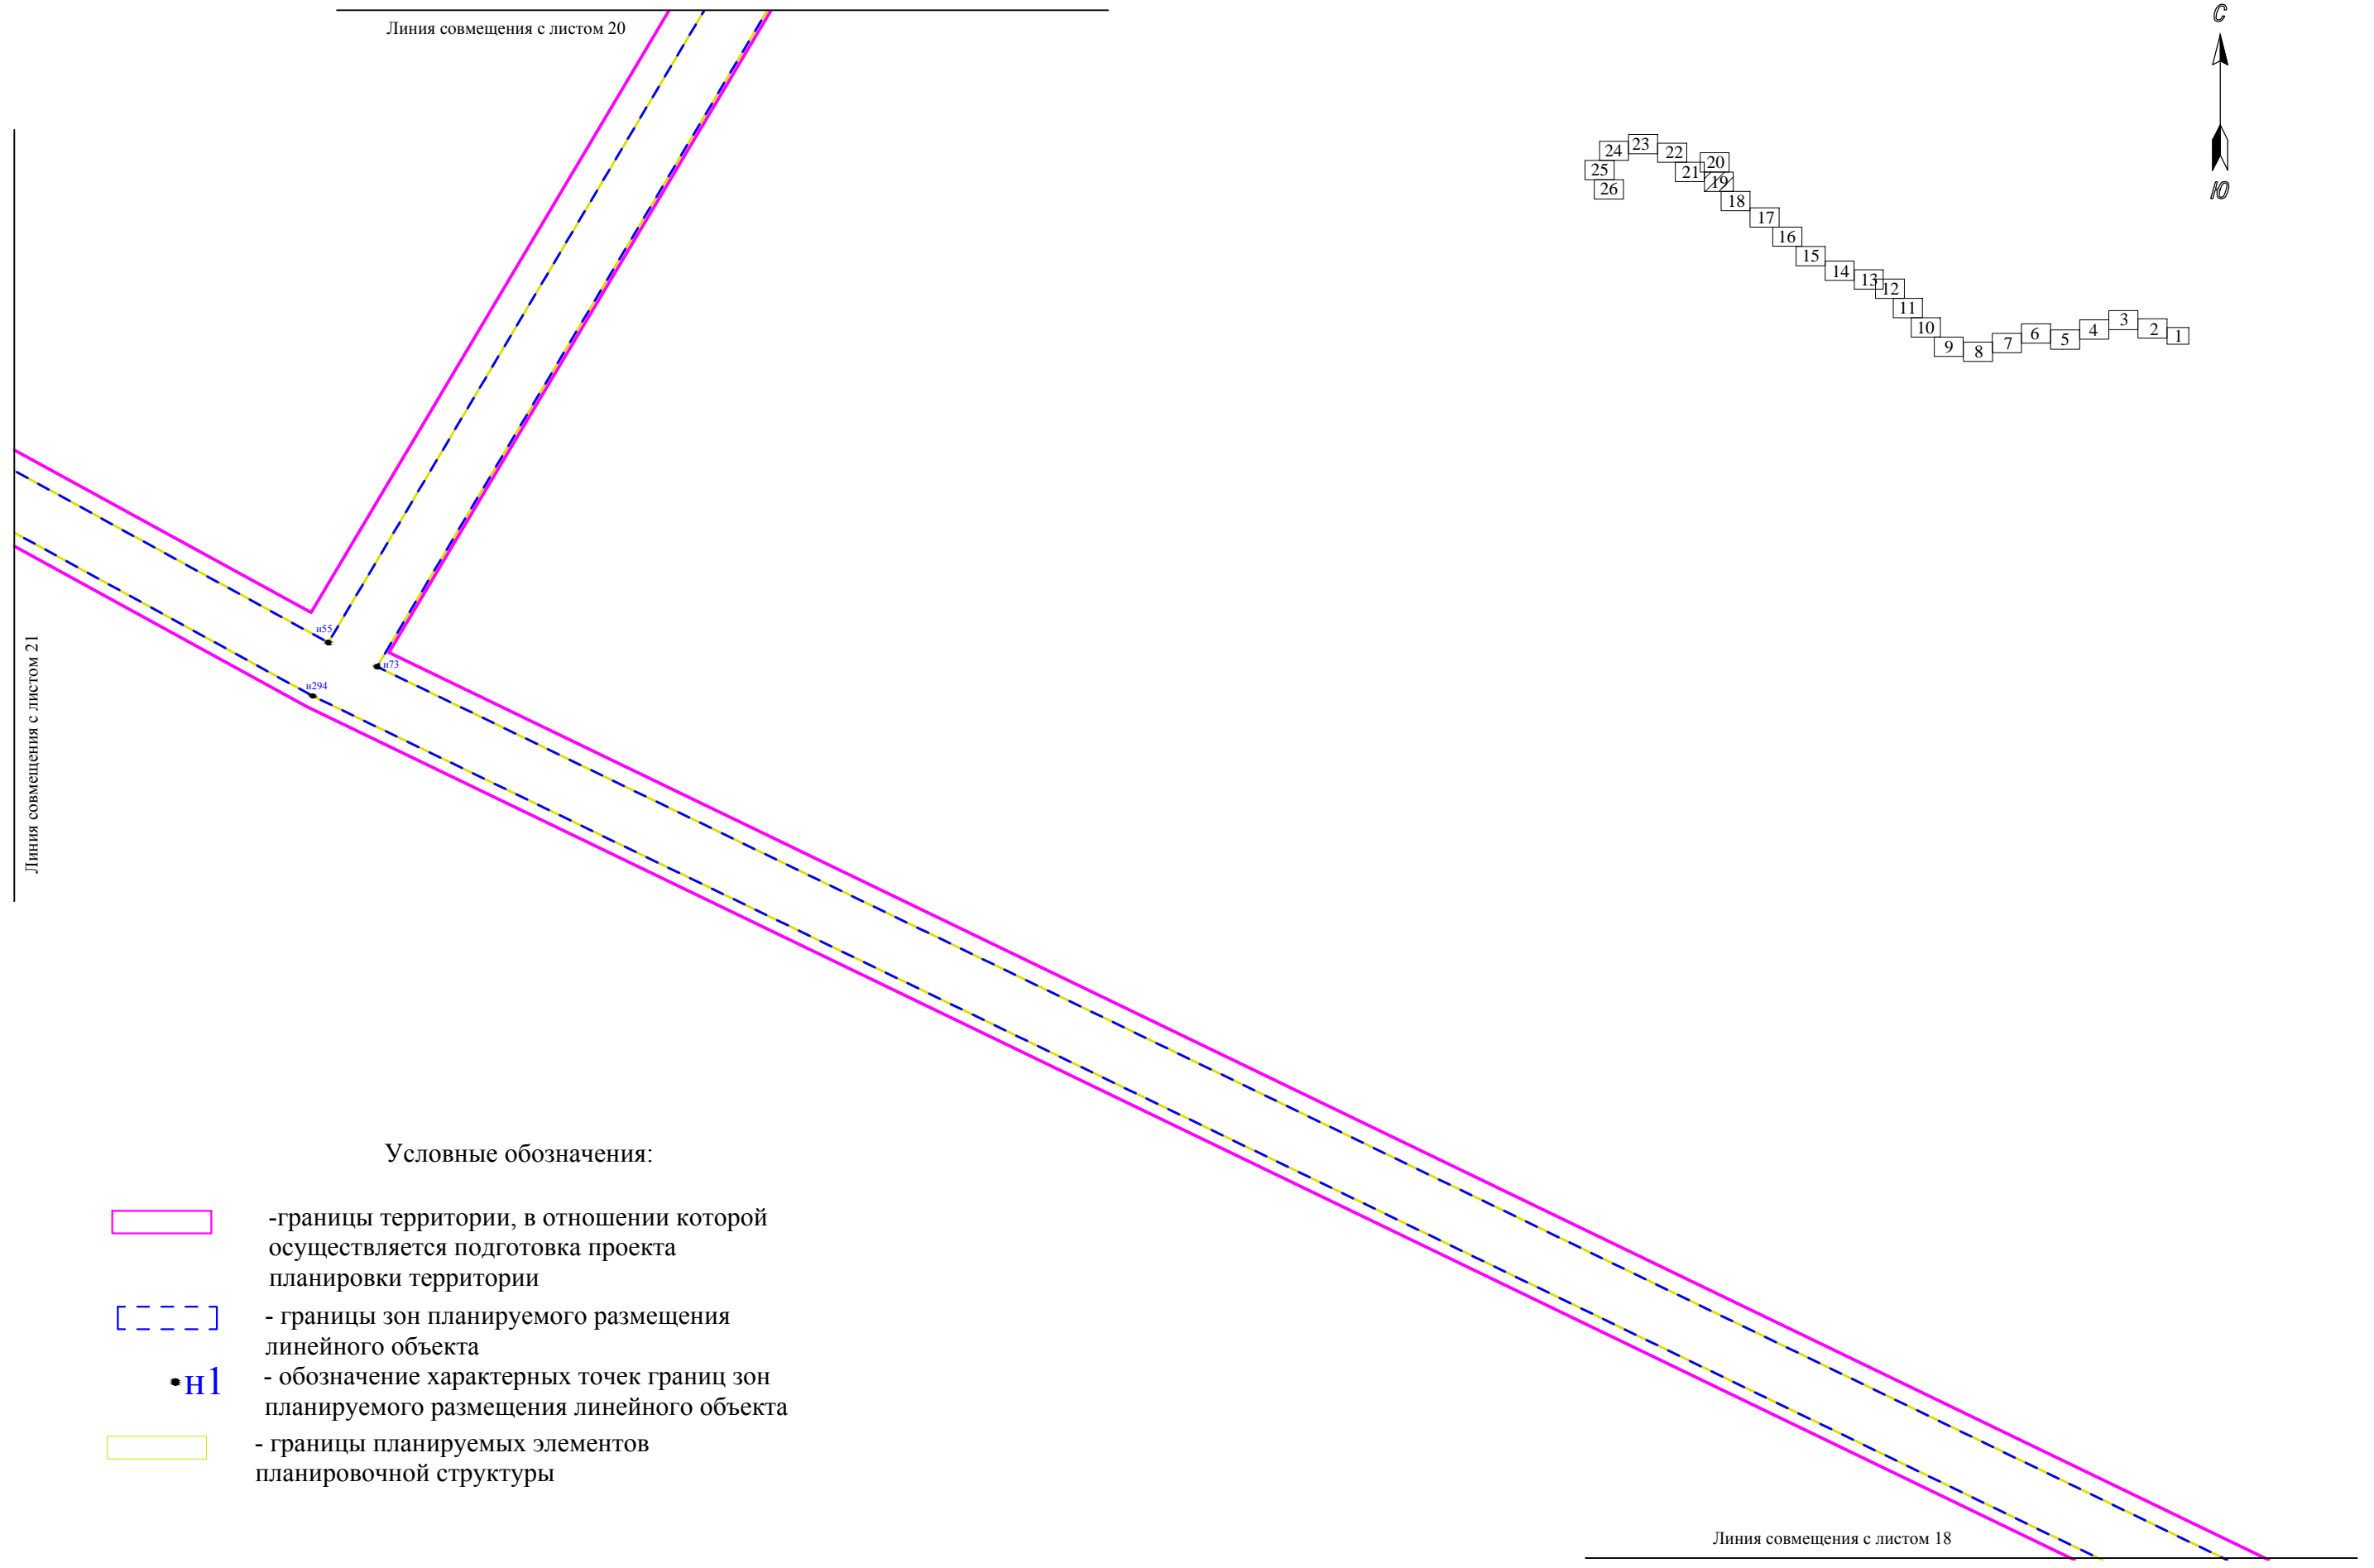 Линия совмещения с листом 20
С
Ю
23
24
22
20
25
21
19
26
18
17
16
15
14
13
12
11
10
9
8
7
6
5
4
3
2
1
Линия совмещения с листом 21
н55
н73
н294
Условные обозначения:
-границы территории, в отношении которой
осуществляется подготовка проекта
планировки территории
- границы зон планируемого размещения
линейного объекта
н1
- обозначение характерных точек границ зон
планируемого размещения линейного объекта
- границы планируемых элементов
планировочной структуры
Линия совмещения с листом 18